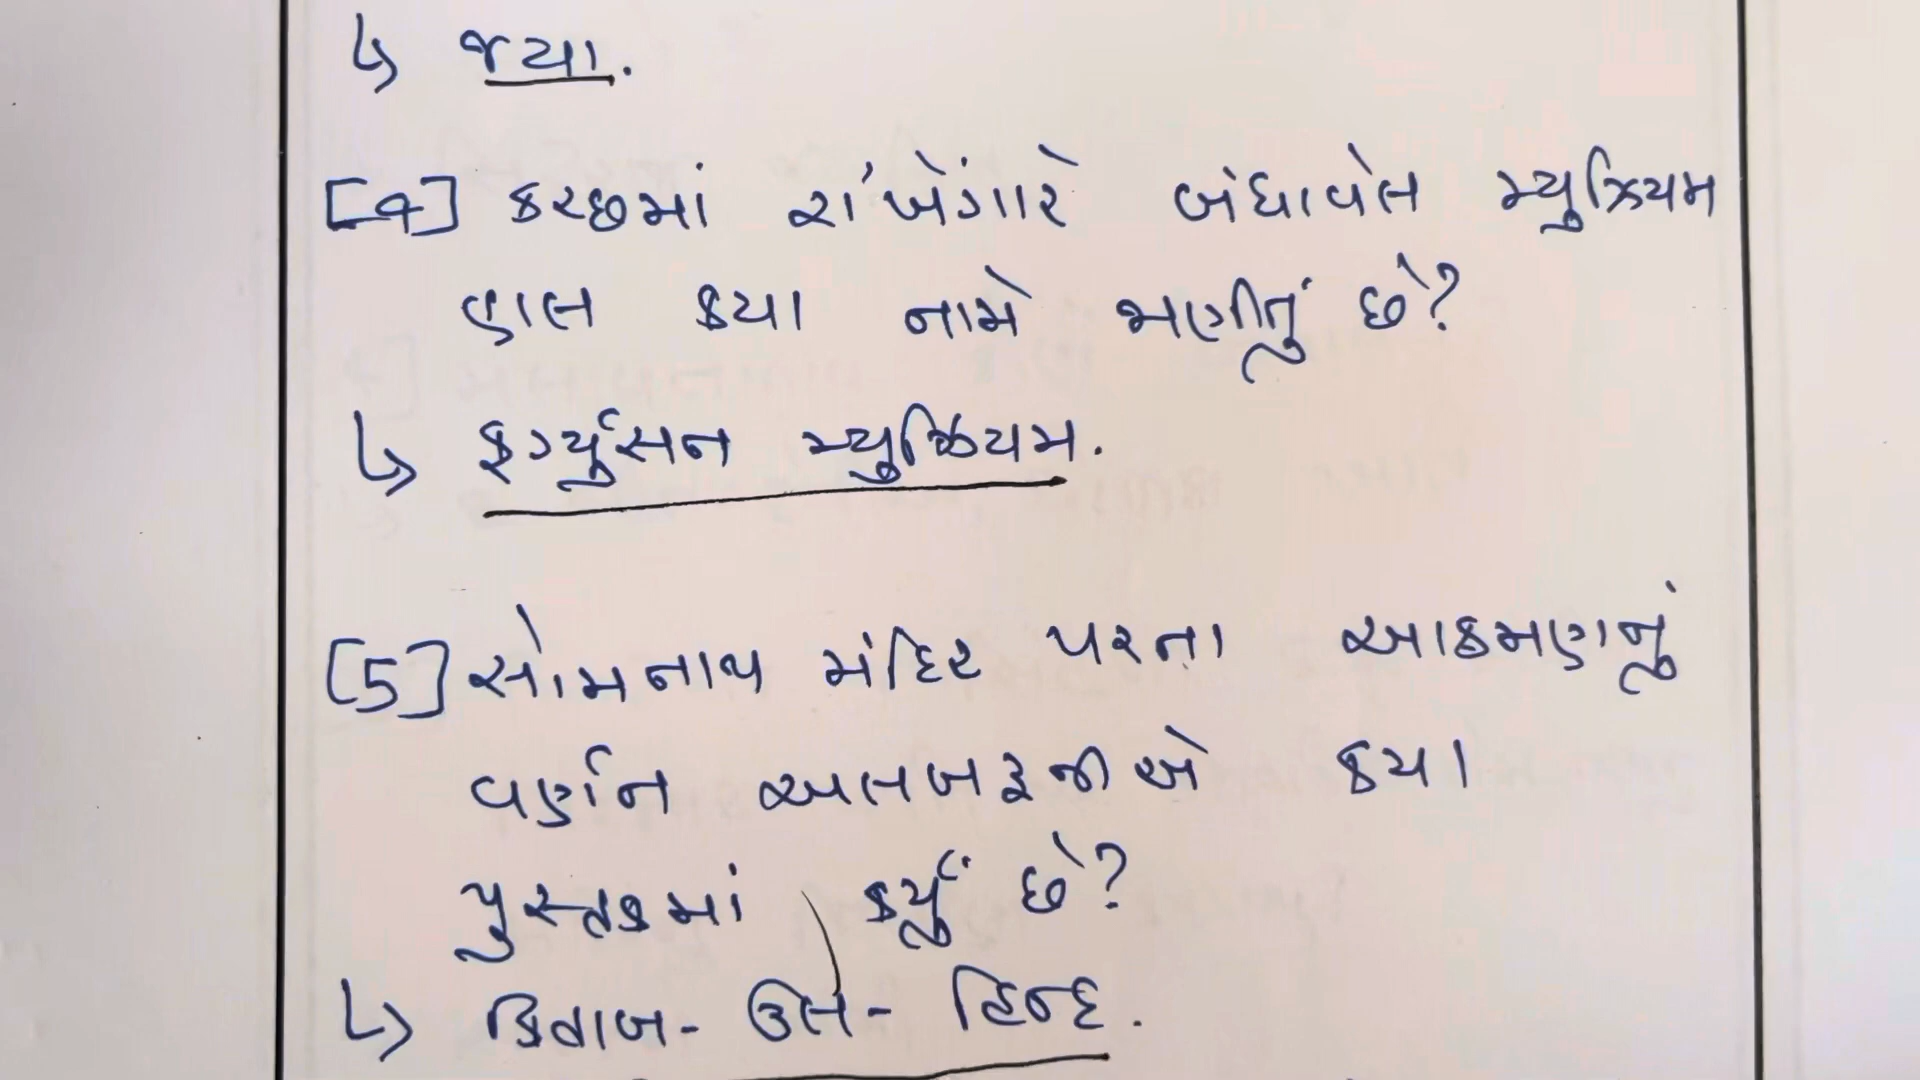 ↳ જયા.
[4] કચ્છમાં રા'ખેંગારે બંધાવેલ મ્યુઝિયમ
હાલ કયા નામે જાણીતું છે?
↳ ફર્ગ્યુસન મ્યુઝિયમ.
[5] સોમનાથ મંદિર પરના આક્રમણનું
વર્ણન અલબરૂનીએ કયા
પુસ્તકમાં કર્યું છે?
↳ કિતાબ- ઉલ- હિન્દ.